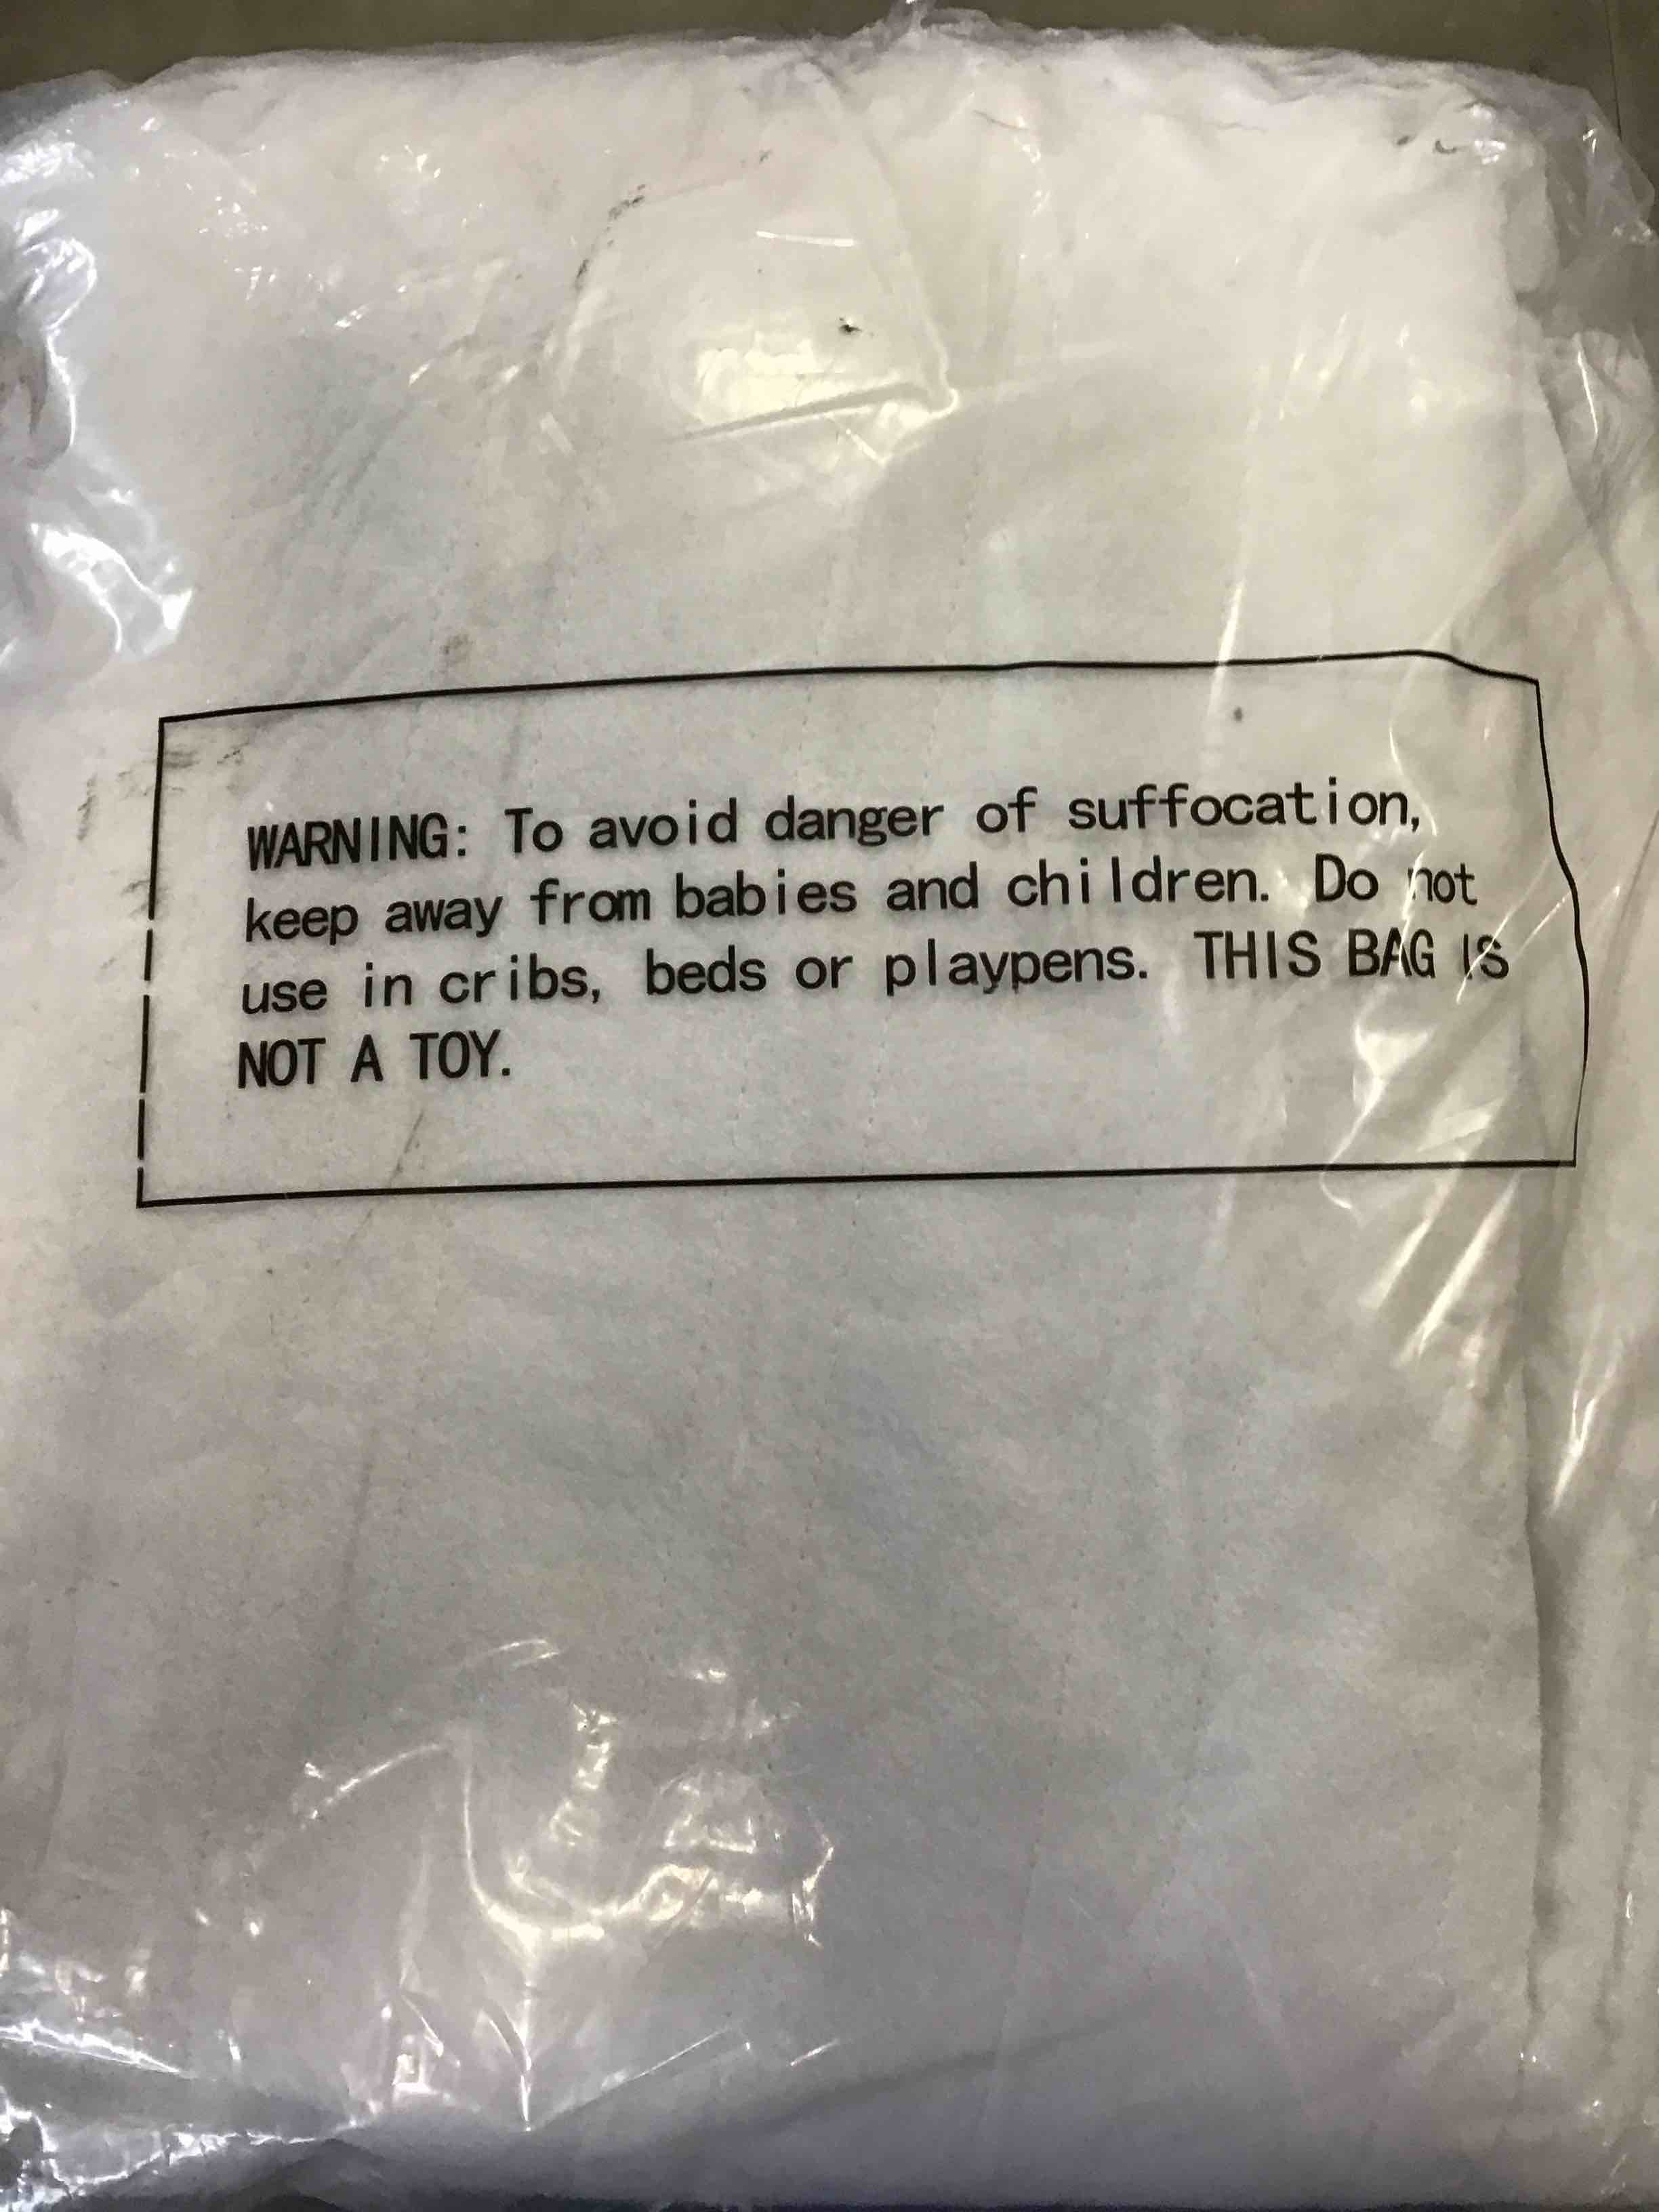 WARNING: To avoid danger of suffocation,
keep away from babies and children. Do not
use in cribs, beds or playpens. THIS BAG IS
NOT A TOY.